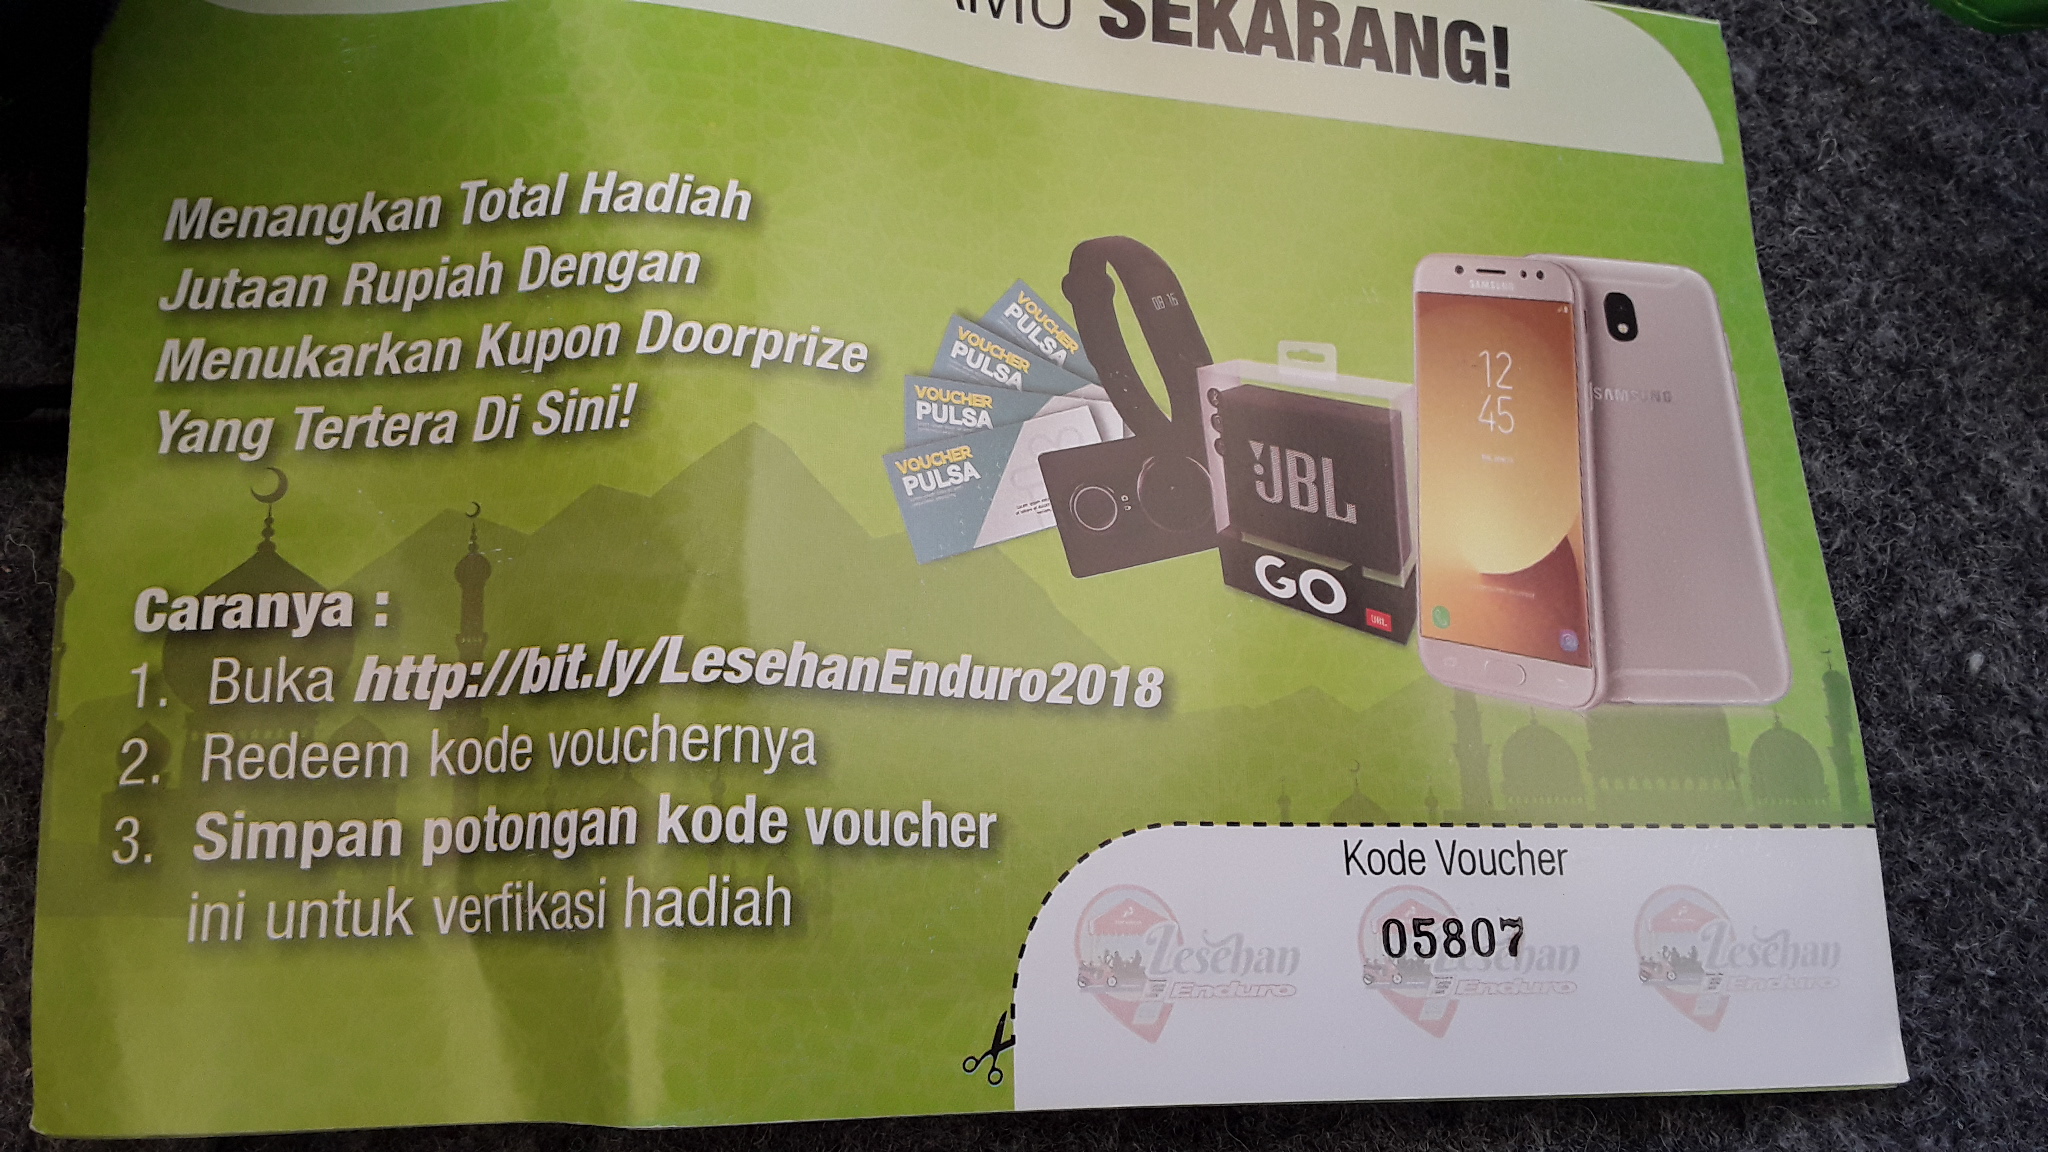 SEKARANG!
Menangkan Total Hadiah
Jutaan Rupiah Dengan
Menukarkan Kupon Doorprize
Yang Tertera Di Sini!
VOUCHER
PULSA
VOUCHER
PULSA
VOUCHER
PULSA
VOUCHER
PULSA
08 16
JBL
GO
JBL
SAMSUNG
12
45
SAMSUNG
Caranya :
1. Buka http://bit.ly/LesehanEnduro2018
2. Redeem kode vouchernya
3. Simpan potongan kode voucher
ini untuk verfikasi hadiah
Kode Voucher
05807
Lesehan
Enduro
Lesehan
Enduro
Lesehan
Enduro